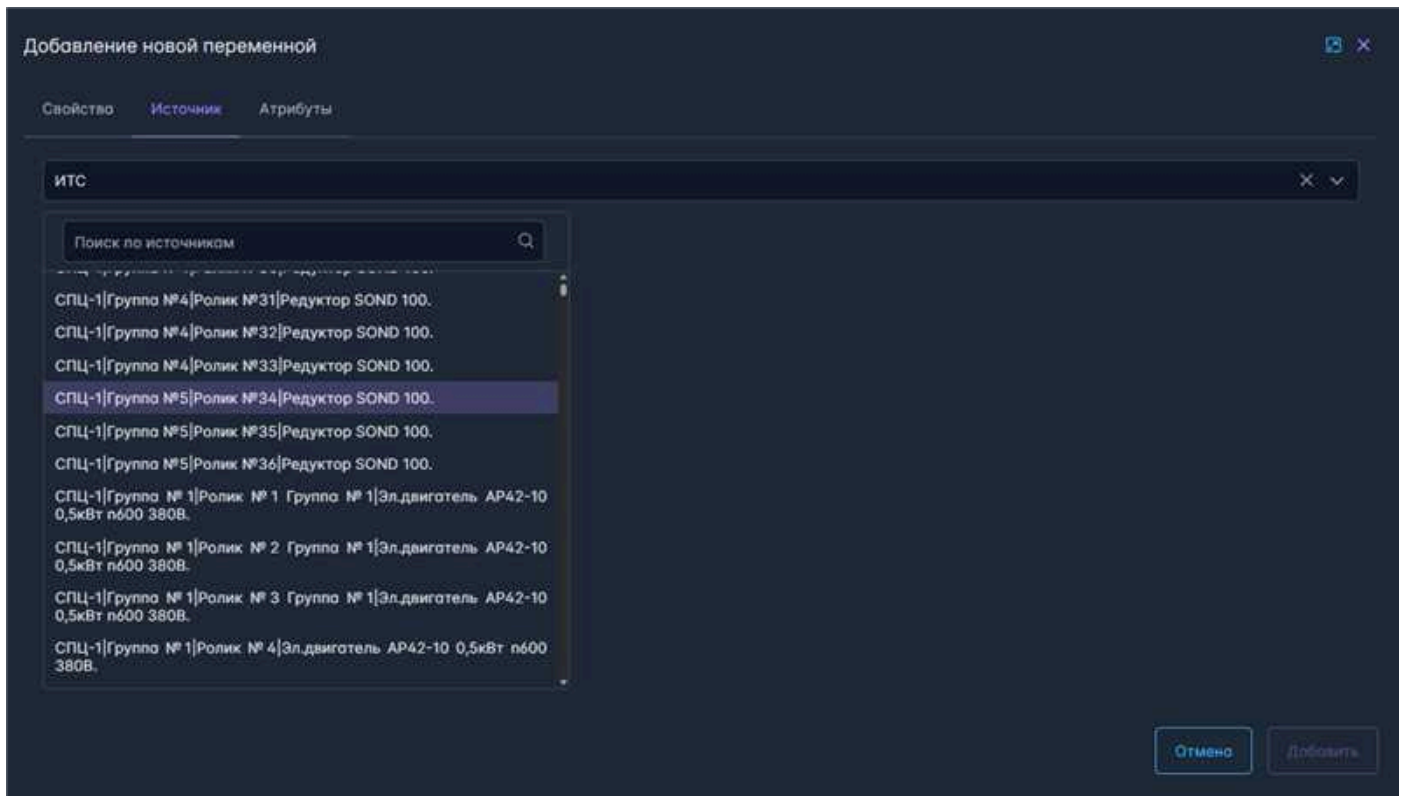 Добавление новой переменной
Свойства Источник Атрибуты
ИТС
Поиск по источникам
СПЦ-1|Группа №4|Ролик №31|Редуктор SOND 100.
СПЦ-1|Группа №4|Ролик №32|Редуктор SOND 100.
СПЦ-1|Группа №4|Ролик №33|Редуктор SOND 100.
СПЦ-1|Группа №5|Ролик №34|Редуктор SOND 100.
СПЦ-1|Группа №5|Ролик №35|Редуктор SOND 100.
СПЦ-1|Группа №5|Ролик №36|Редуктор SOND 100.
СПЦ-1|Группа № 1|Ролик № 1 Группа № 1|Эл.двигатель АР42-10
0,5кВт n600 380В.
СПЦ-1|Группа № 1|Ролик № 2 Группа № 1|Эл.двигатель АР42-10
0,5кВт n600 380В.
СПЦ-1|Группа № 1|Ролик № 3 Группа № 1|Эл.двигатель АР42-10
0,5кВт n600 380В.
СПЦ-1|Группа № 1|Ролик № 4|Эл.двигатель АР42-10 0,5кВт n600
380В.
Отмена Добавить